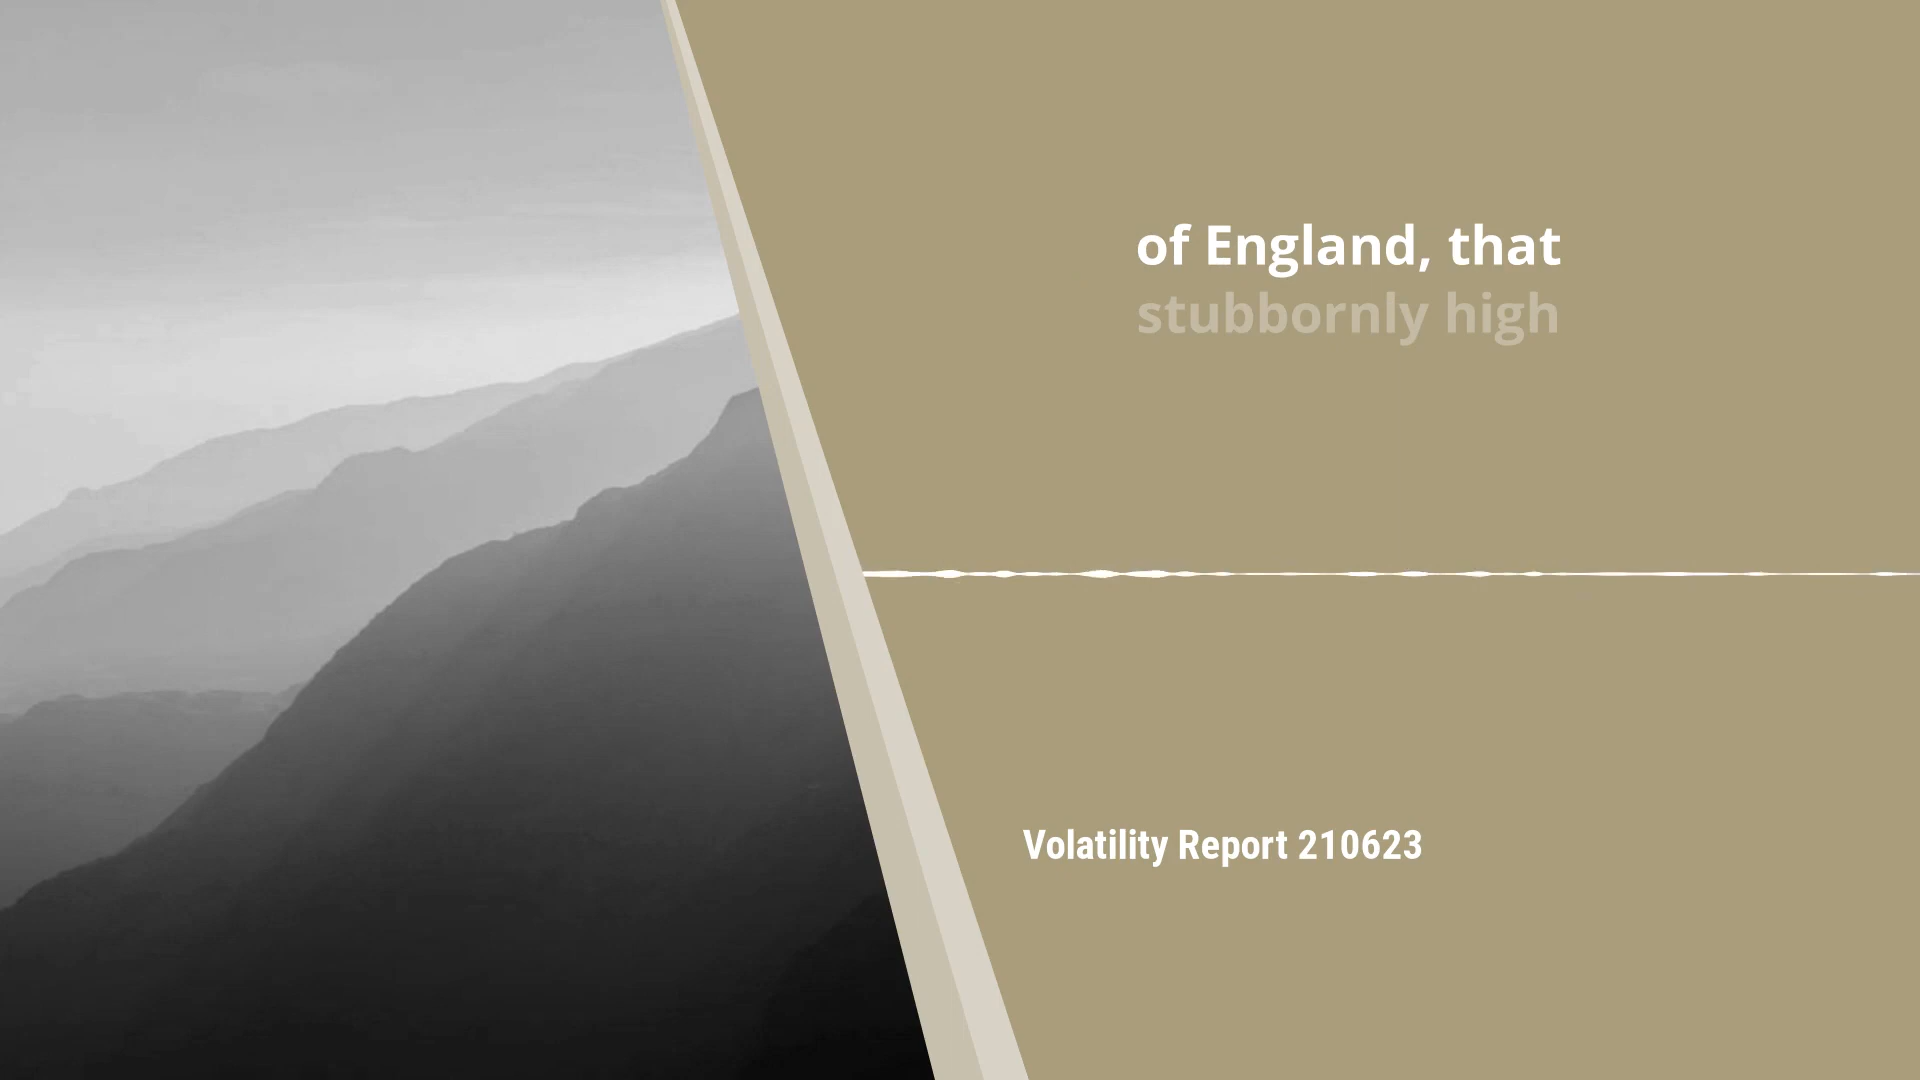 of England, that
stubbornly high
Volatility Report 210623